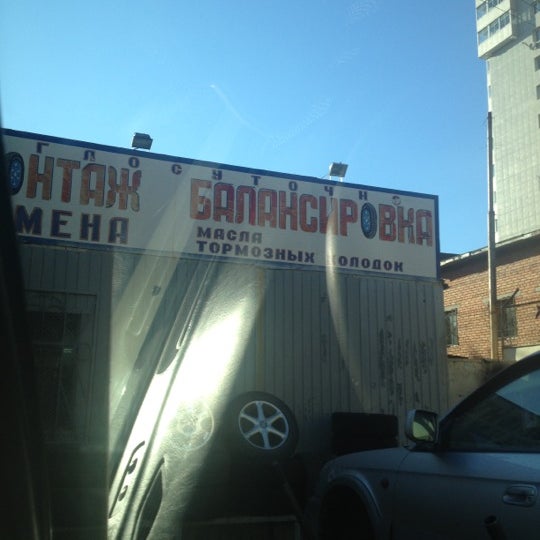 ГЛОСУТОЧНО
ОНТАЖ БАЛАНСИРОВКА
МЕНА МАСЛА
ТОРМОЗНЫХ КОЛОДОК